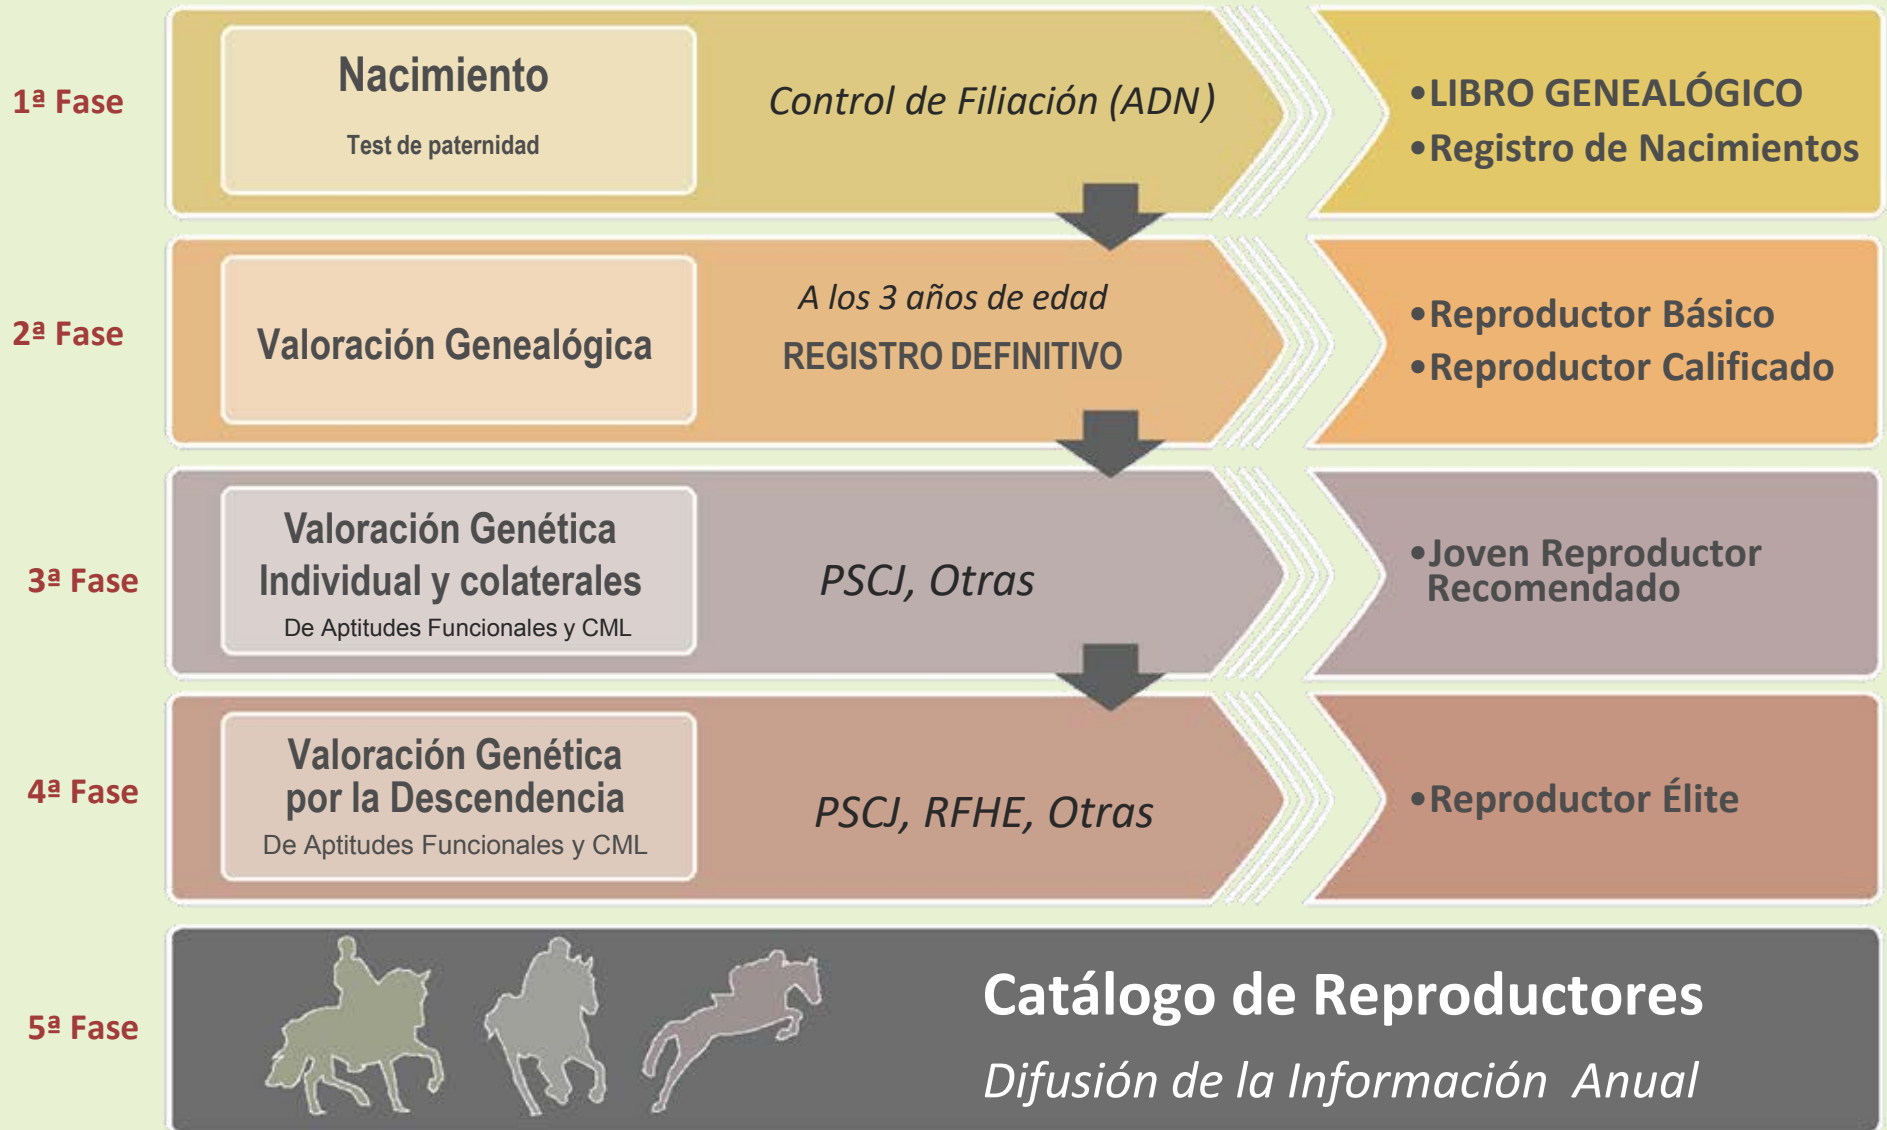 1ª Fase
Nacimiento
Test de paternidad
Control de Filiación (ADN)
•LIBRO GENEALÓGICO
•Registro de Nacimientos
2ª Fase
Valoración Genealógica
A los 3 años de edad
REGISTRO DEFINITIVO
•Reproductor Básico
•Reproductor Calificado
3ª Fase
Valoración Genética
Individual y colaterales
De Aptitudes Funcionales y CML
PSCJ, Otras
•Joven Reproductor
Recomendado
4ª Fase
Valoración Genética
por la Descendencia
De Aptitudes Funcionales y CML
PSCJ, RFHE, Otras
•Reproductor Élite
5ª Fase
Catálogo de Reproductores
Difusión de la Información Anual